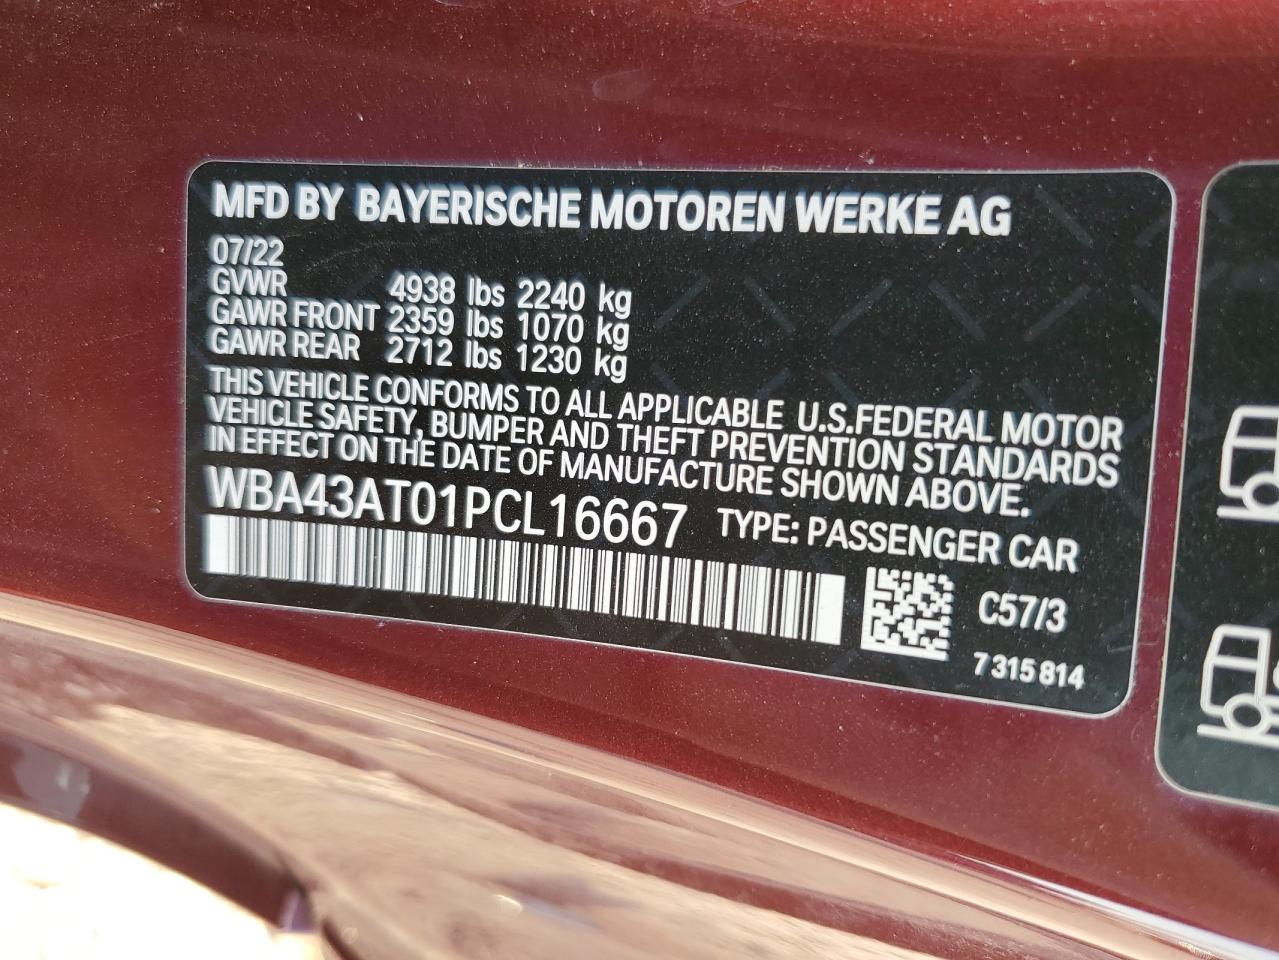 MFD BY BAYERISCHE MOTOREN WERKE AG
07/22
GVWR 4938 lbs 2240 kg
GAWR FRONT 2359 lbs 1070 kg
GAWR REAR 2712 lbs 1230 kg
THIS VEHICLE CONFORMS TO ALL APPLICABLE U.S.FEDERAL MOTOR
VEHICLE SAFETY, BUMPER AND THEFT PREVENTION STANDARDS
IN EFFECT ON THE DATE OF MANUFACTURE SHOWN ABOVE.
WBA43AT01PCL16667 TYPE: PASSENGER CAR
C57/3
7 315 814